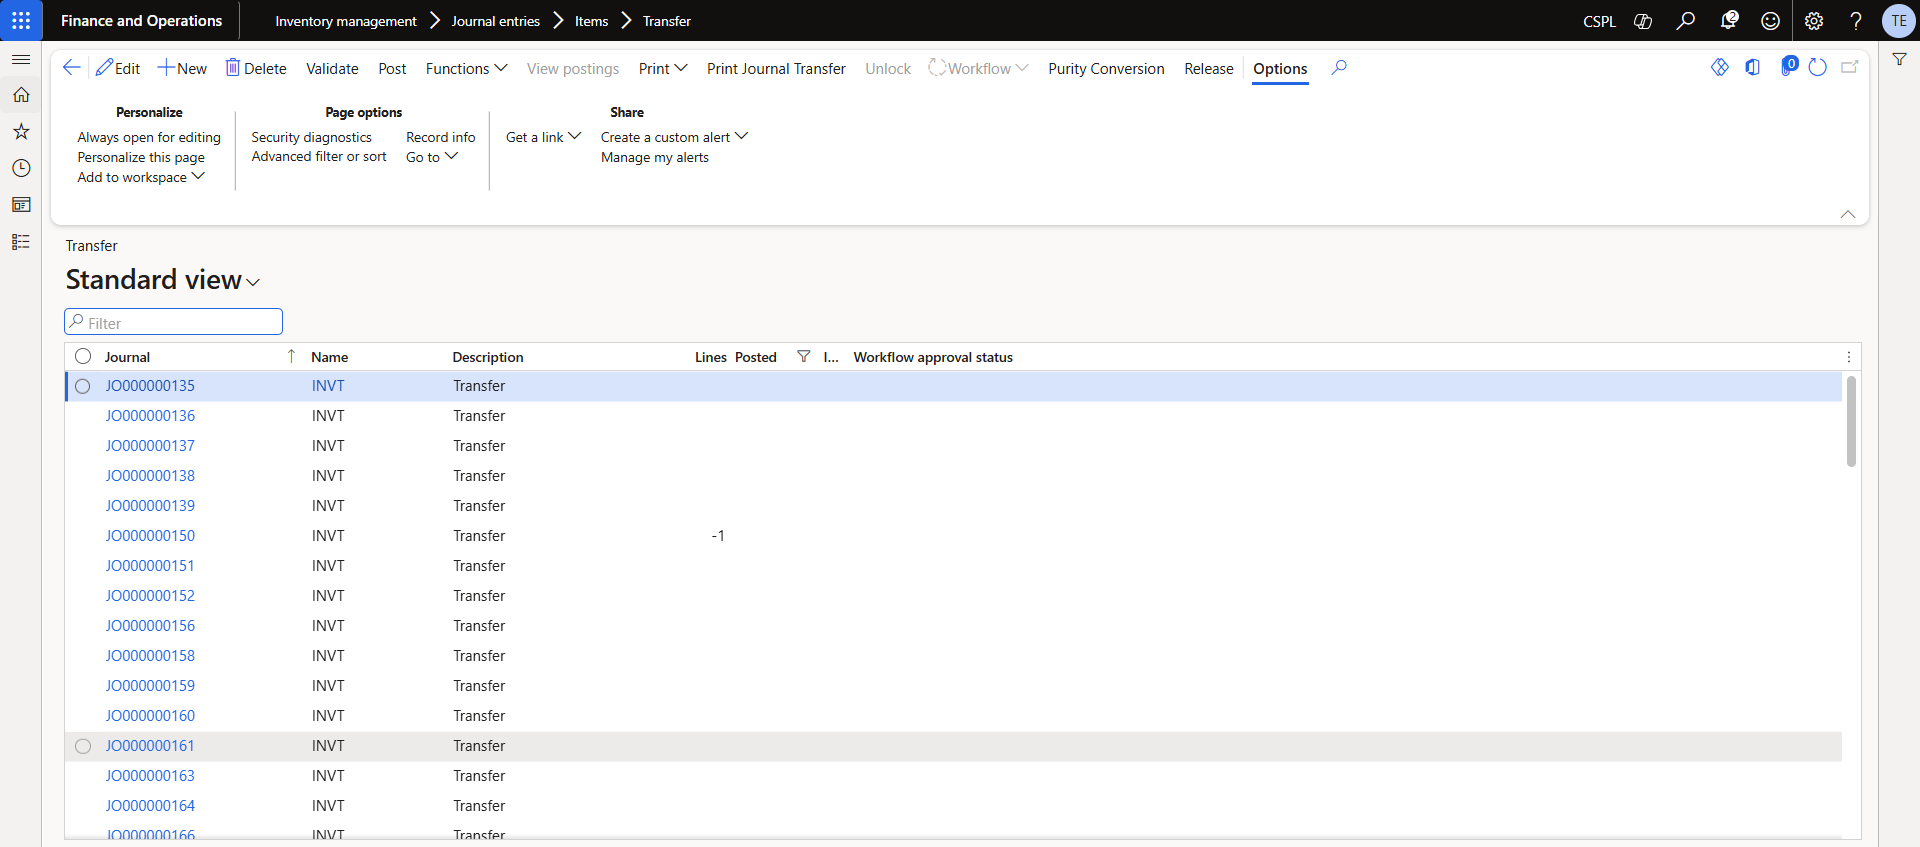 Finance and Operations
Inventory management Journal entries Items Transfer
CSPL 2 TE
Edit New Delete Validate Post Functions View postings Print Print Journal Transfer Unlock Workflow Purity Conversion Release Options 0
Personalize
Always open for editing
Personalize this page
Add to workspace
Page options
Security diagnostics Record info
Advanced filter or sort Go to
Share
Get a link Create a custom alert
Manage my alerts
Transfer
Standard view
Filter
Journal Name Description Lines Posted I... Workflow approval status
JO000000135 INVT Transfer
JO000000136 INVT Transfer
JO000000137 INVT Transfer
JO000000138 INVT Transfer
JO000000139 INVT Transfer
JO000000150 INVT Transfer -1
JO000000151 INVT Transfer
JO000000152 INVT Transfer
JO000000156 INVT Transfer
JO000000158 INVT Transfer
JO000000159 INVT Transfer
JO000000160 INVT Transfer
JO000000161 INVT Transfer
JO000000163 INVT Transfer
JO000000164 INVT Transfer
JO000000166 INVT Transfer